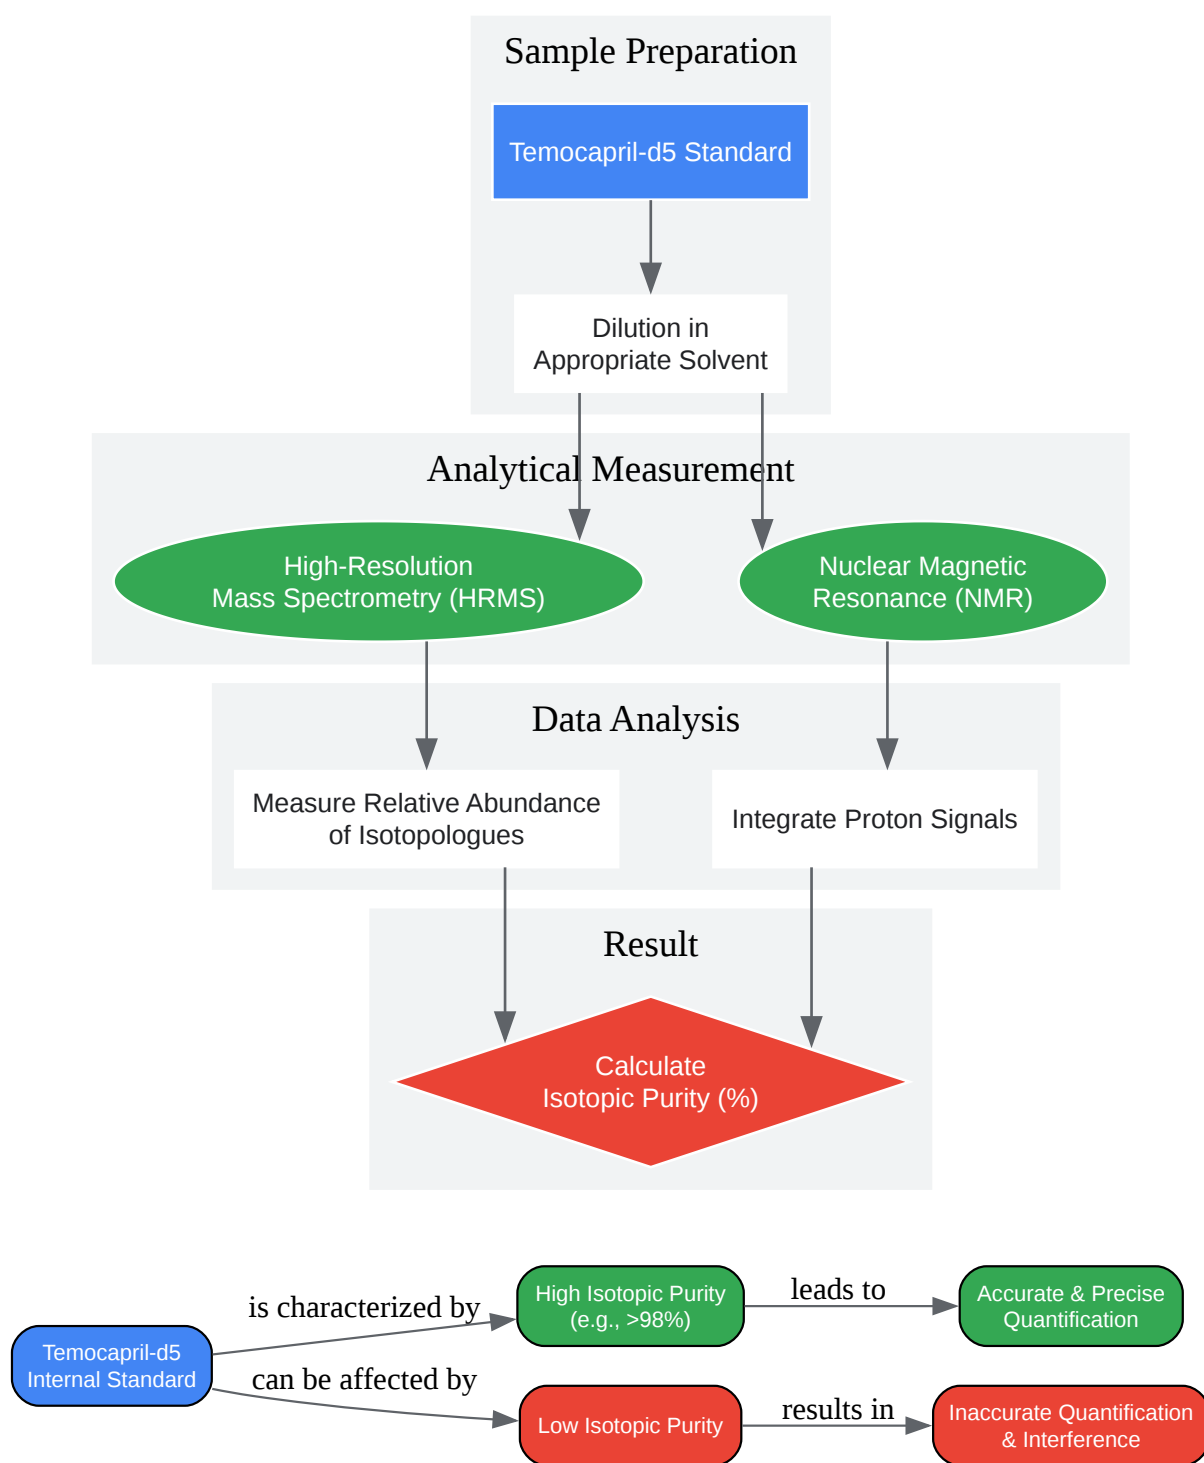 Sample Preparation
Temocapril-d5 Standard
Dilution in
Appropriate Solvent
Analytical Measurement
High-Resolution
Mass Spectrometry (HRMS)
Nuclear Magnetic
Resonance (NMR)
Data Analysis
Measure Relative Abundance
of Isotopologues
Integrate Proton Signals
Result
Calculate
Isotopic Purity (%)
Temocapril-d5
Internal Standard
is characterized by
High Isotopic Purity
(e.g., >98%)
leads to
Accurate & Precise
Quantification
can be affected by
Low Isotopic Purity
results in
Inaccurate Quantification
& Interference